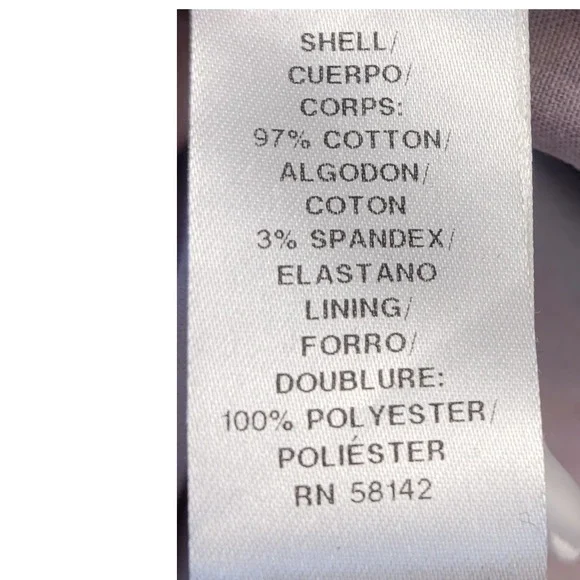 SHELL/
CUERPO/
CORPS:
97% COTTON/
ALGODON/
COTON
3% SPANDEX/
ELASTANO
LINING/
FORRO/
DOUBLURE:
100% POLYESTER/
POLIÉSTER
RN 58142